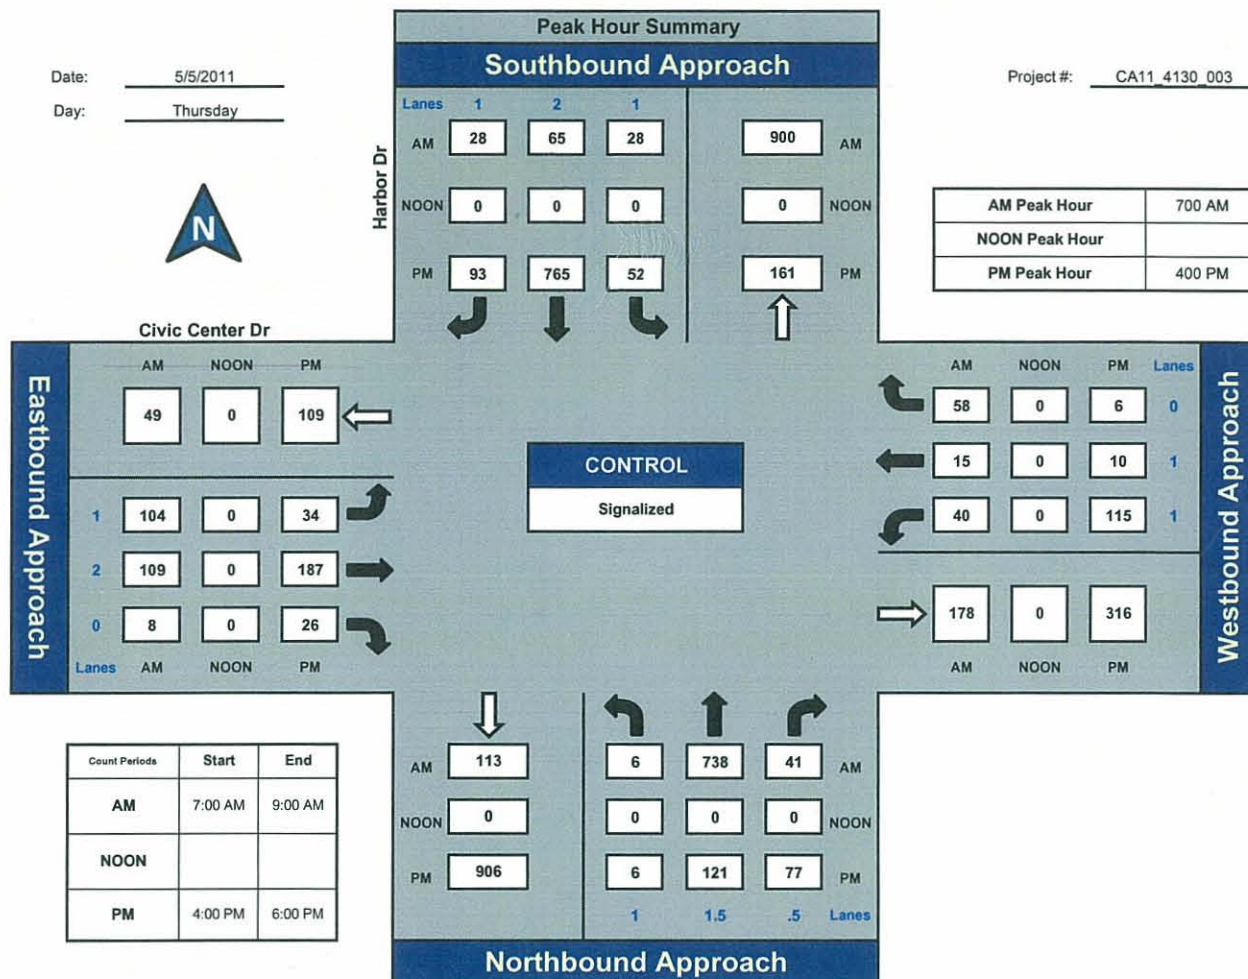 Peak Hour Summary
Southbound Approach
Date: 5/5/2011
Project #: CA11_4130_003
Day: Thursday
Lanes 1 2 1
AM 28 65 28 900 AM
NOON 0 0 0 0 NOON
PM 93 765 52 161 PM
Harbor Dr
N
AM Peak Hour 700 AM
NOON Peak Hour
PM Peak Hour 400 PM
Civic Center Dr
Eastbound Approach
AM NOON PM
49 0 109
1 104 0 34
2 109 0 187
0 8 0 26
Lanes AM NOON PM
CONTROL
Signalized
AM NOON PM Lanes
58 0 6 0
15 0 10 1
40 0 115 1
178 0 316
AM NOON PM
Westbound Approach
Count Periods Start End
AM 7:00 AM 9:00 AM
NOON
PM 4:00 PM 6:00 PM
AM 113 6 738 41 AM
NOON 0 0 0 0 NOON
PM 906 6 121 77 PM
1 1.5 .5 Lanes
Northbound Approach